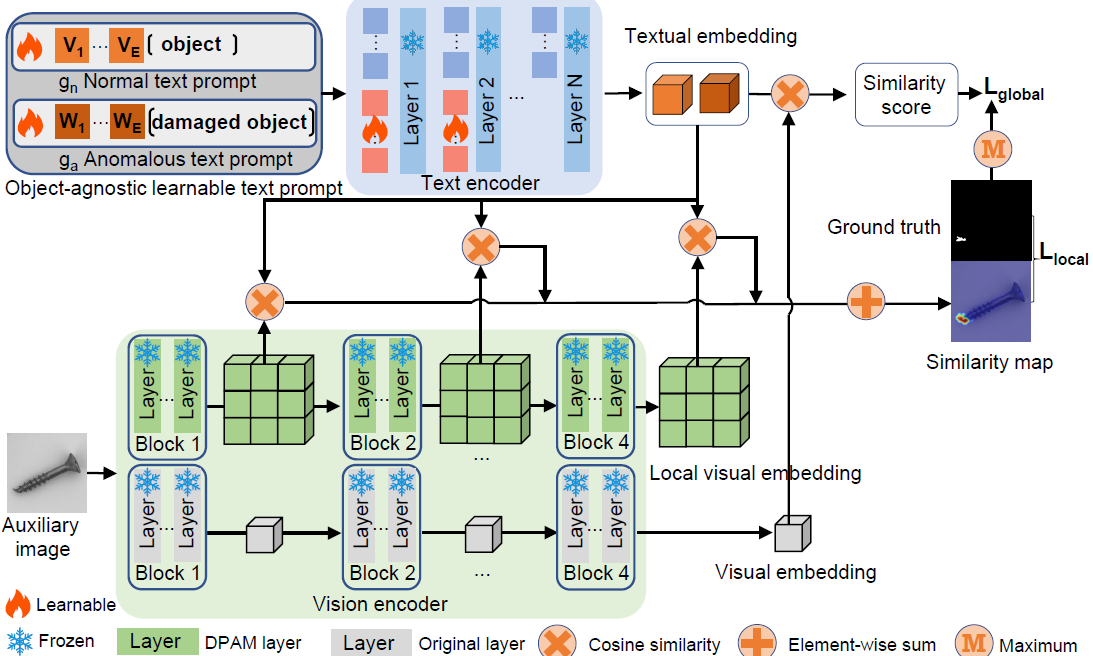 V1 ... VE [ object ]
gn Normal text prompt
W1 ... WE [damaged object]
ga Anomalous text prompt
Object-agnostic learnable text prompt
Layer 1
Layer 2
...
Layer N
Text encoder
Textual embedding
Similarity
score
Lglobal
M
Ground truth
Llocal
Similarity map
Layer ... Layer
Block 1
Layer ... Layer
Block 2
...
Layer ... Layer
Block 4
Local visual embedding
Auxiliary
image
Layer ... Layer
Block 1
Layer ... Layer
Block 2
...
Layer ... Layer
Block 4
Visual embedding
Vision encoder
Learnable
Frozen
Layer
DPAM layer
Layer
Original layer
Cosine similarity
Element-wise sum
M
Maximum